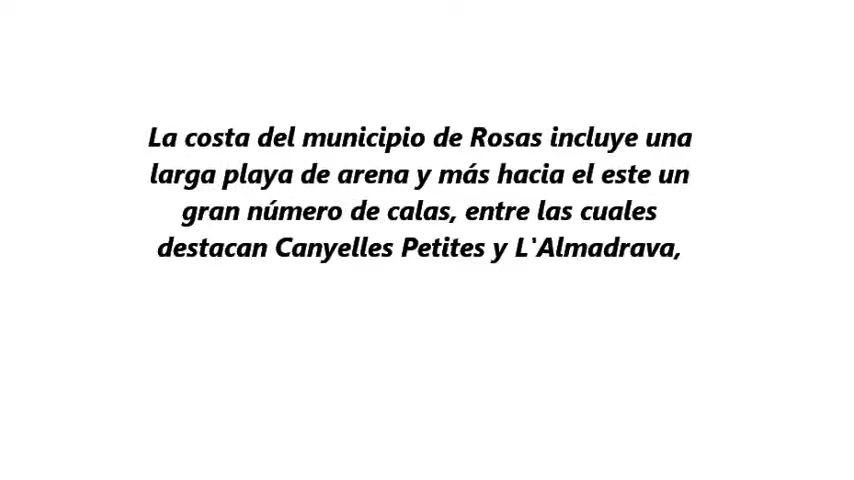 La costa del municipio de Rosas incluye una
larga playa de arena y más hacia el este un
gran número de calas, entre las cuales
destacan Canyelles Petites y L'Almadrava,